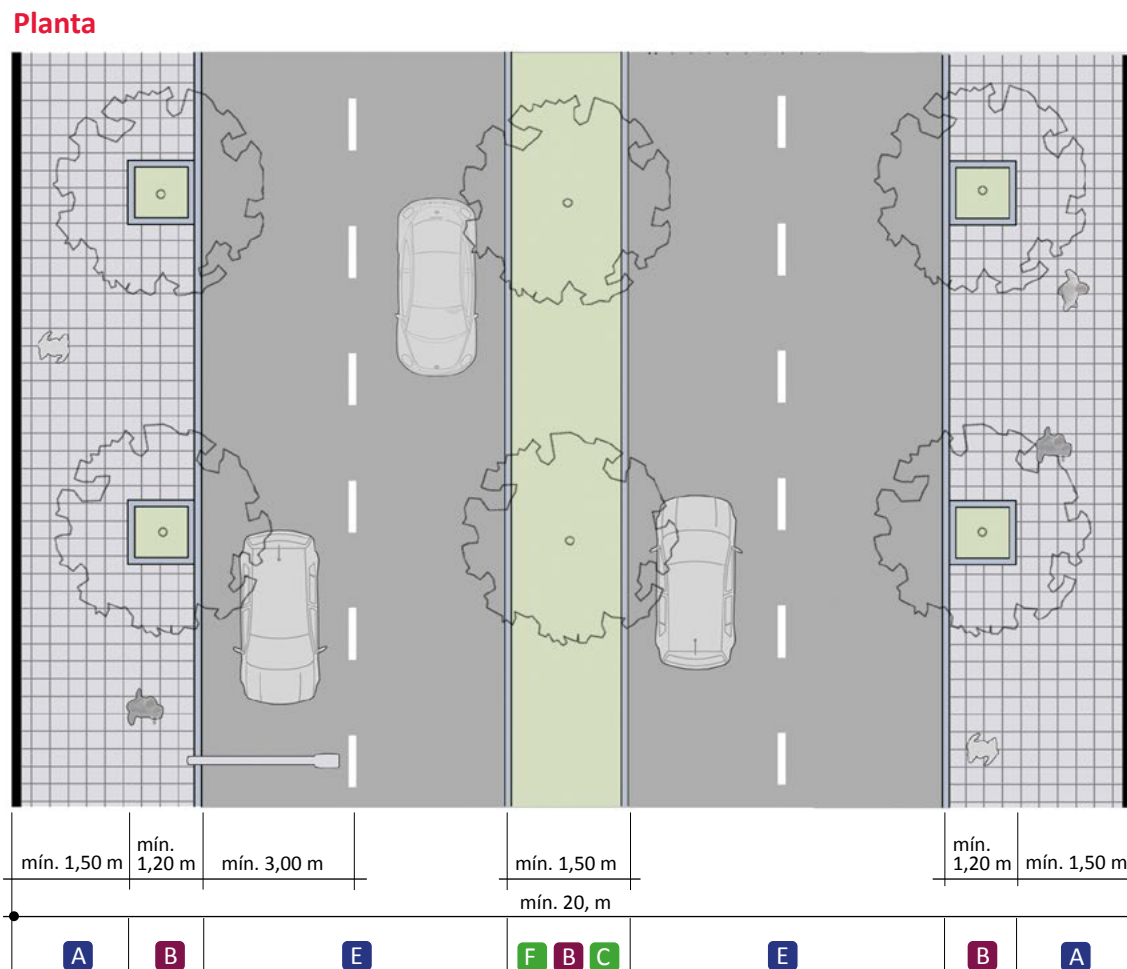 Planta
mín. 1,50 m
mín.
1,20 m
mín. 3,00 m
mín. 1,50 m
mín.
1,20 m
mín. 1,50 m
mín. 20, m
A B E F B C E B A